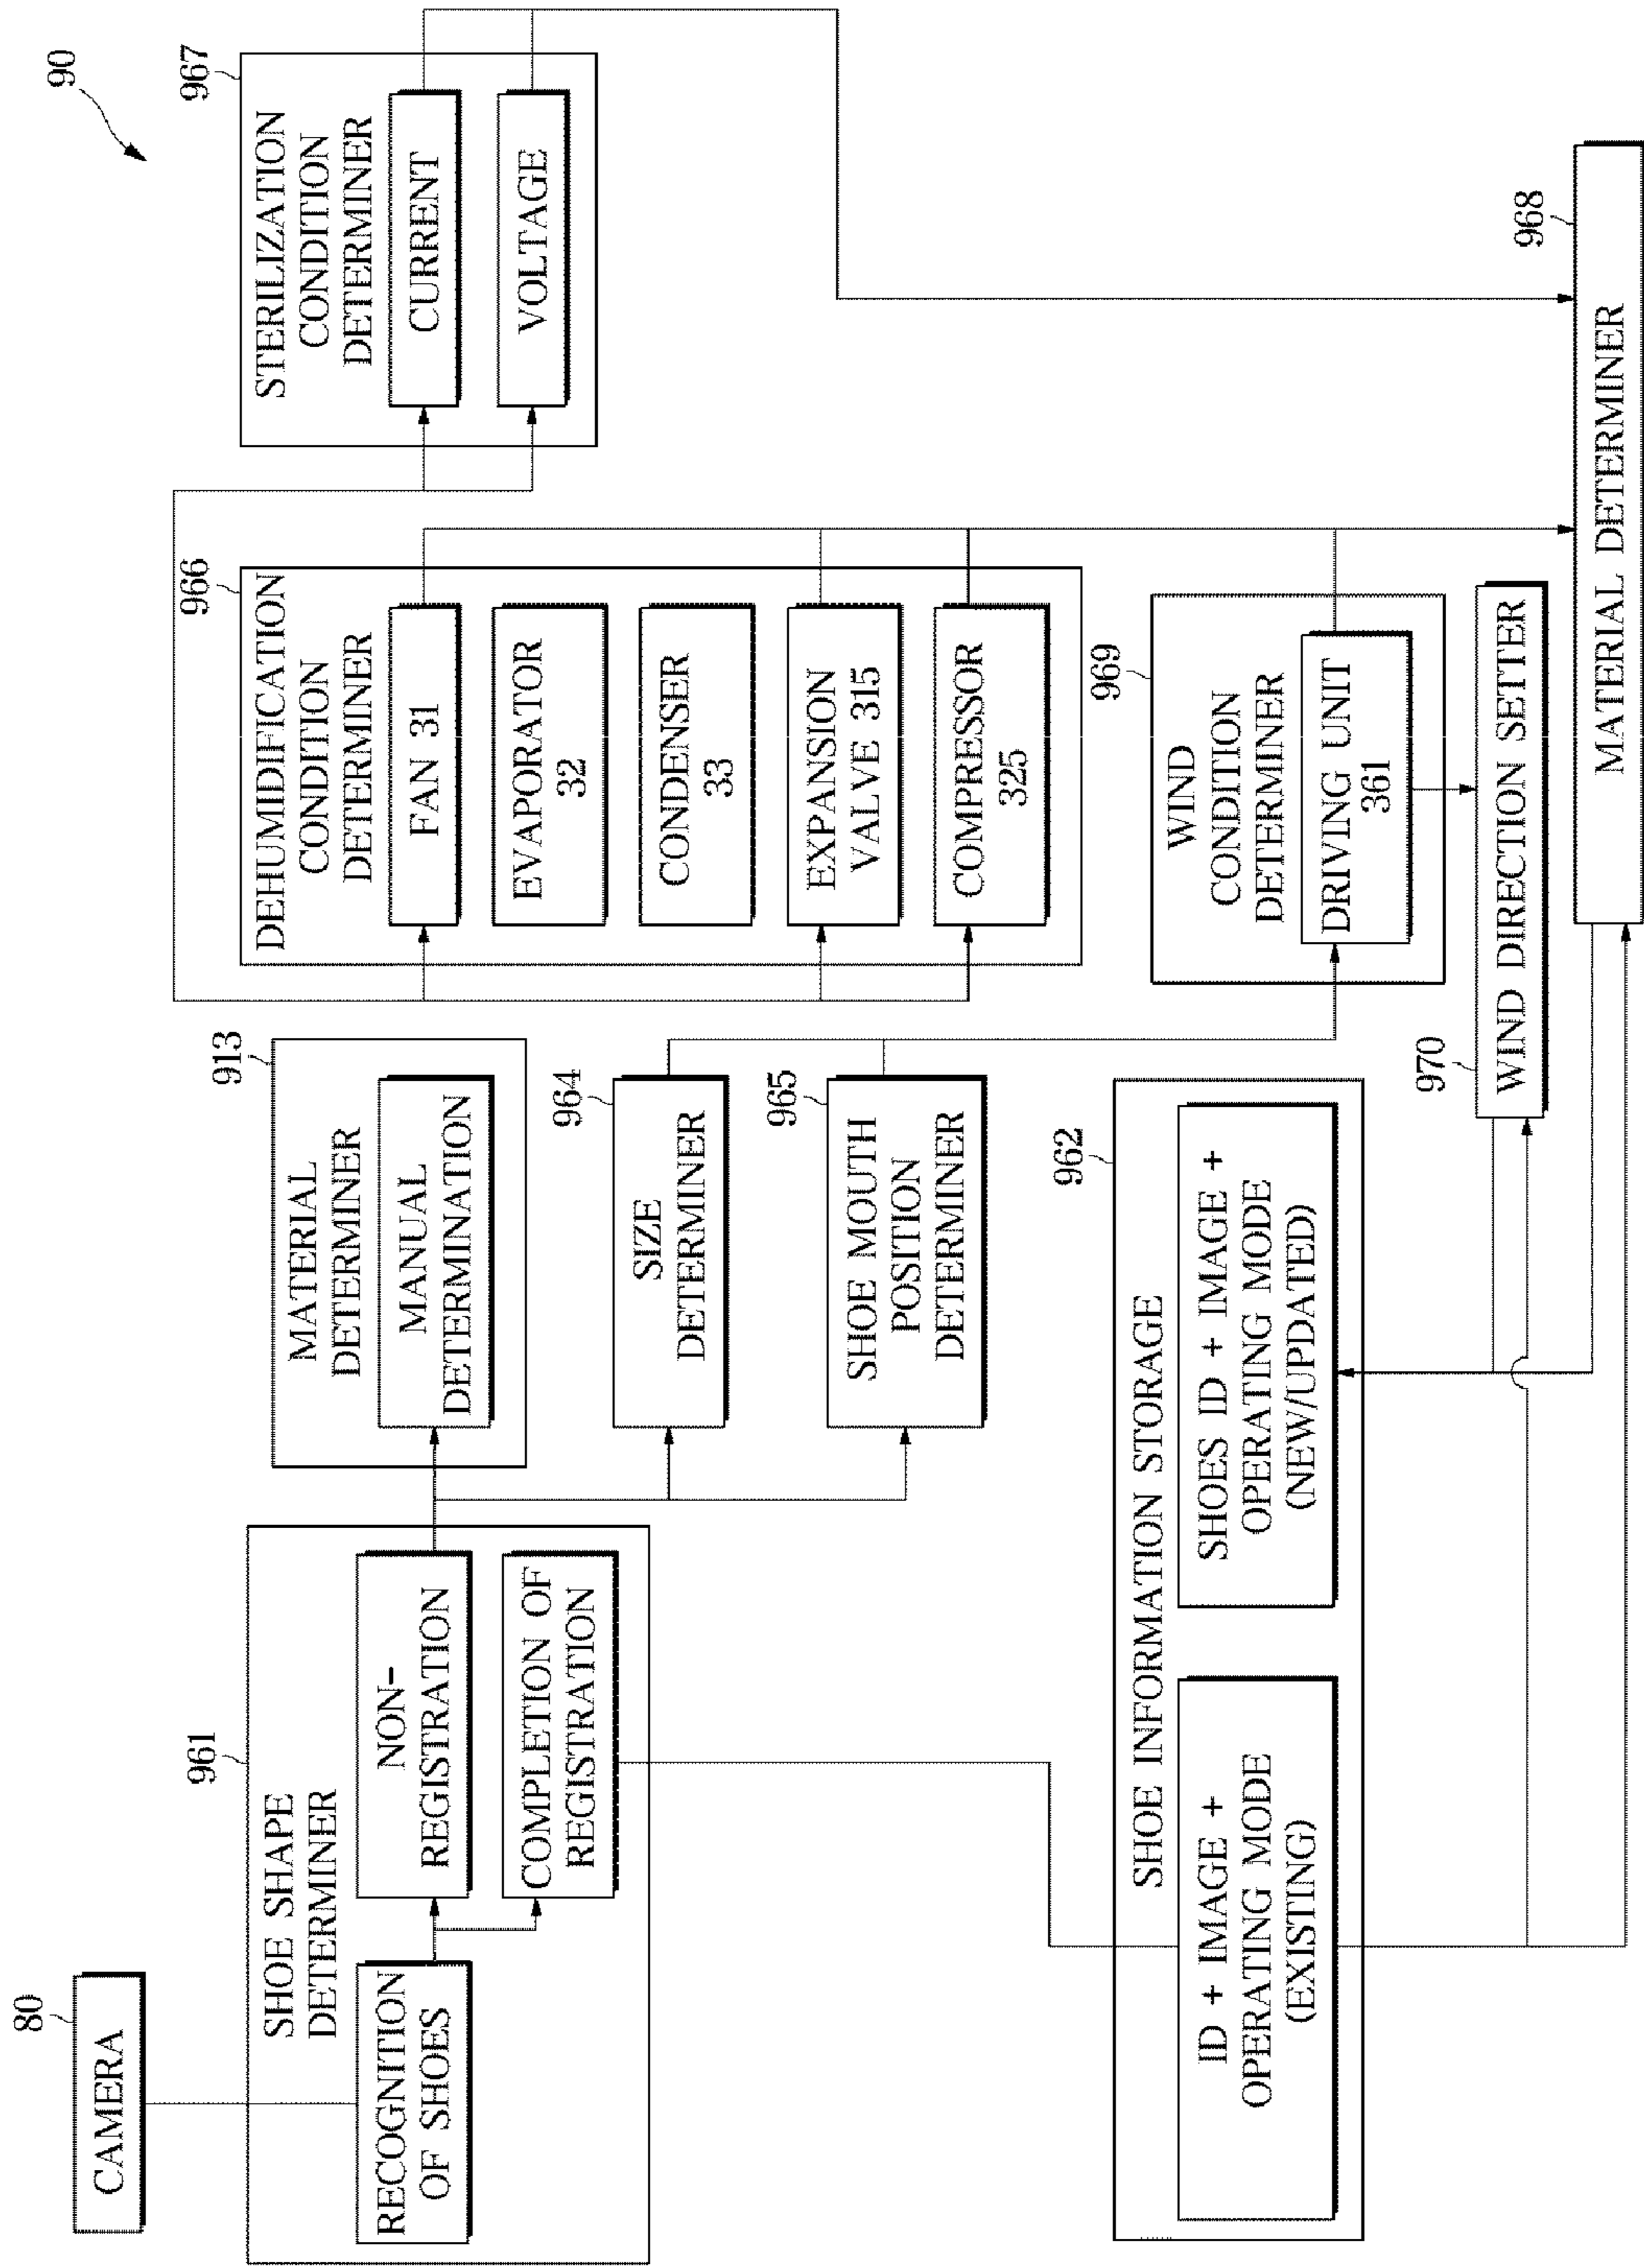 90
CAMERA
80
SHOE SHAPE
DETERMINER
961
RECOGNITION
OF SHOES
NON-
REGISTRATION
COMPLETION OF
REGISTRATION
MATERIAL
DETERMINER
913
MANUAL
DETERMINATION
SIZE
DETERMINER
964
SHOE MOUTH
POSITION
DETERMINER
965
DEHUMIDIFICATION
CONDITION
DETERMINER
966
FAN 31
EVAPORATOR
32
CONDENSER
33
EXPANSION
VALVE 315
COMPRESSOR
325
STERILIZATION
CONDITION
DETERMINER
967
CURRENT
VOLTAGE
SHOE INFORMATION STORAGE
962
ID + IMAGE +
OPERATING MODE
(EXISTING)
SHOES ID + IMAGE +
OPERATING MODE
(NEW/UPDATED)
WIND
CONDITION
DETERMINER
969
DRIVING UNIT
361
WIND DIRECTION SETTER
970
MATERIAL DETERMINER
968